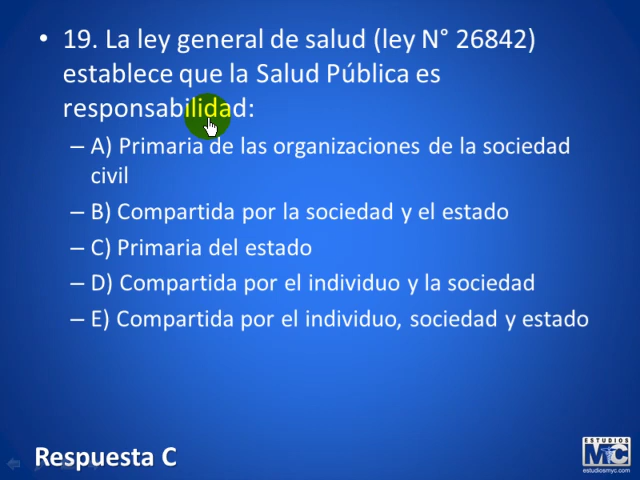 • 19. La ley general de salud (ley N° 26842)
establece que la Salud Pública es
responsabilidad:
– A) Primaria de las organizaciones de la sociedad
civil
– B) Compartida por la sociedad y el estado
– C) Primaria del estado
– D) Compartida por el individuo y la sociedad
– E) Compartida por el individuo, sociedad y estado
Respuesta C
ESTUDIOS
MYC
estudiosmyc.com